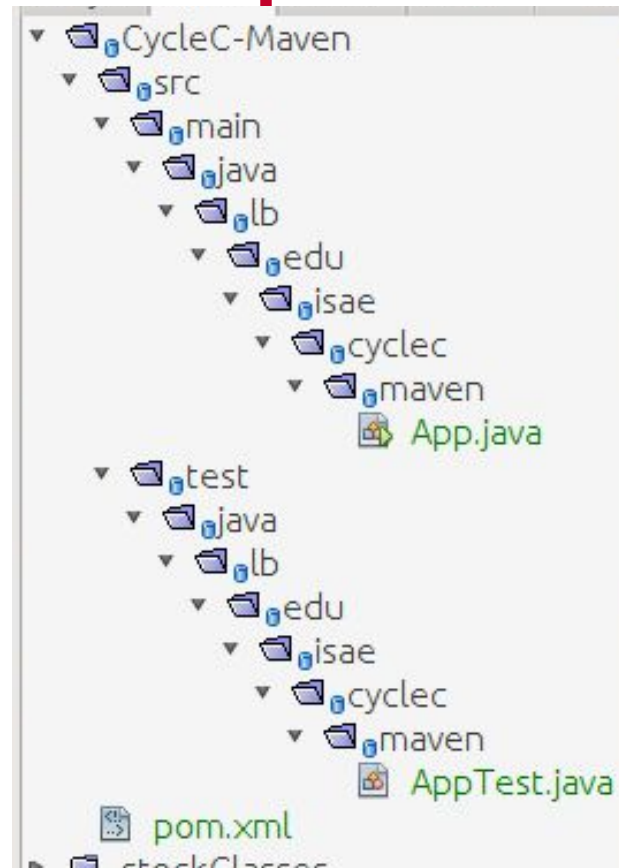 CycleC-Maven
src
main
java
lb
edu
isae
cyclec
maven
App.java
test
java
lb
edu
isae
cyclec
maven
AppTest.java
pom.xml
stockClasses